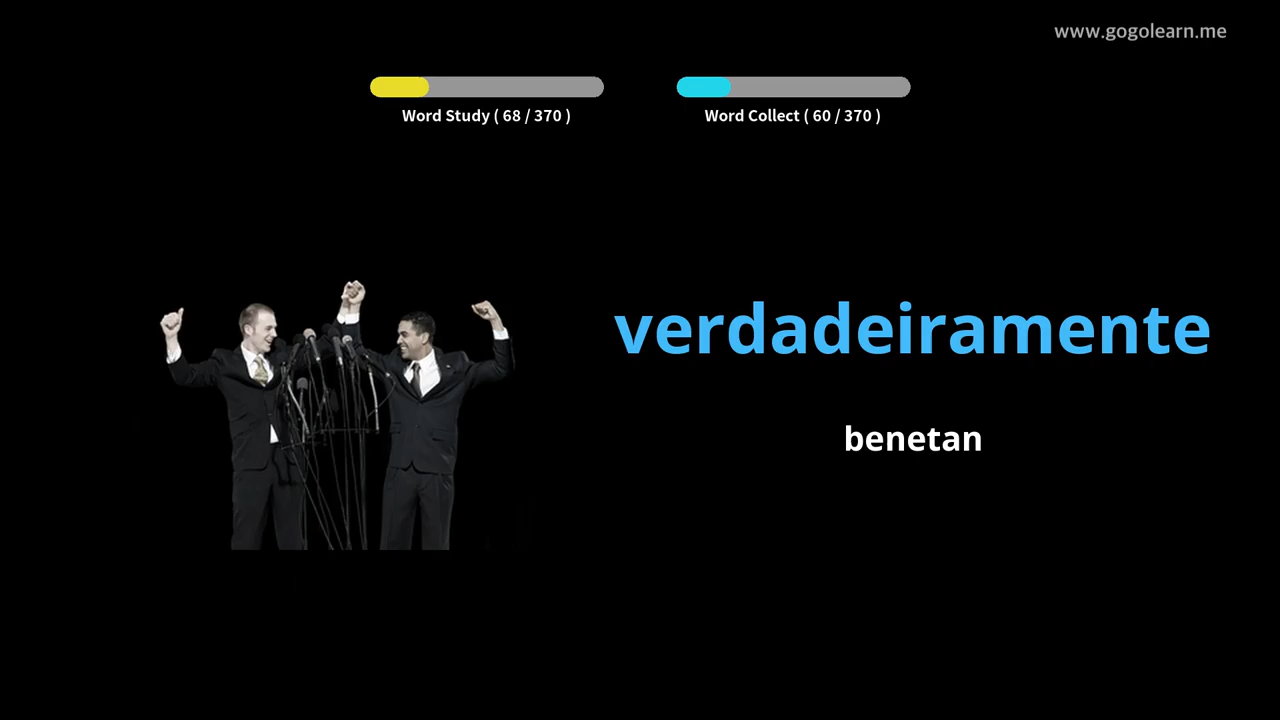 www.gogolearn.me
Word Study ( 68 / 370 )
Word Collect ( 60 / 370 )
verdadeiramente
benetan